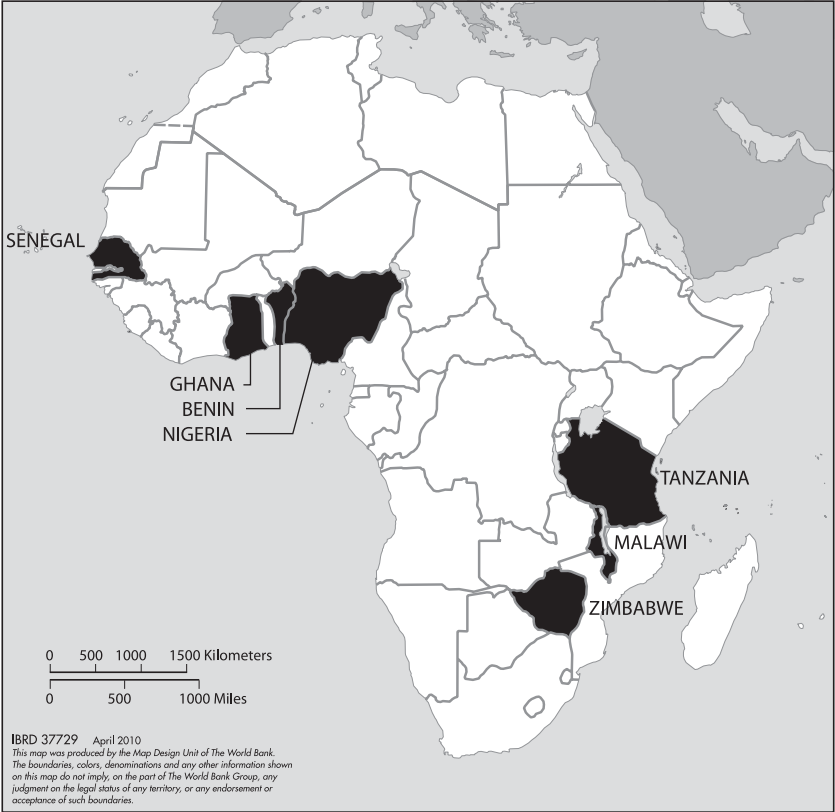 SENEGAL
GHANA
BENIN
NIGERIA
TANZANIA
MALAWI
ZIMBABWE
0 500 1000 1500 Kilometers
0 500 1000 Miles
IBRD 37729 April 2010
This map was produced by the Map Design Unit of The World Bank.
The boundaries, colors, denominations and any other information shown
on this map do not imply, on the part of The World Bank Group, any
judgment on the legal status of any territory, or any endorsement or
acceptance of such boundaries.